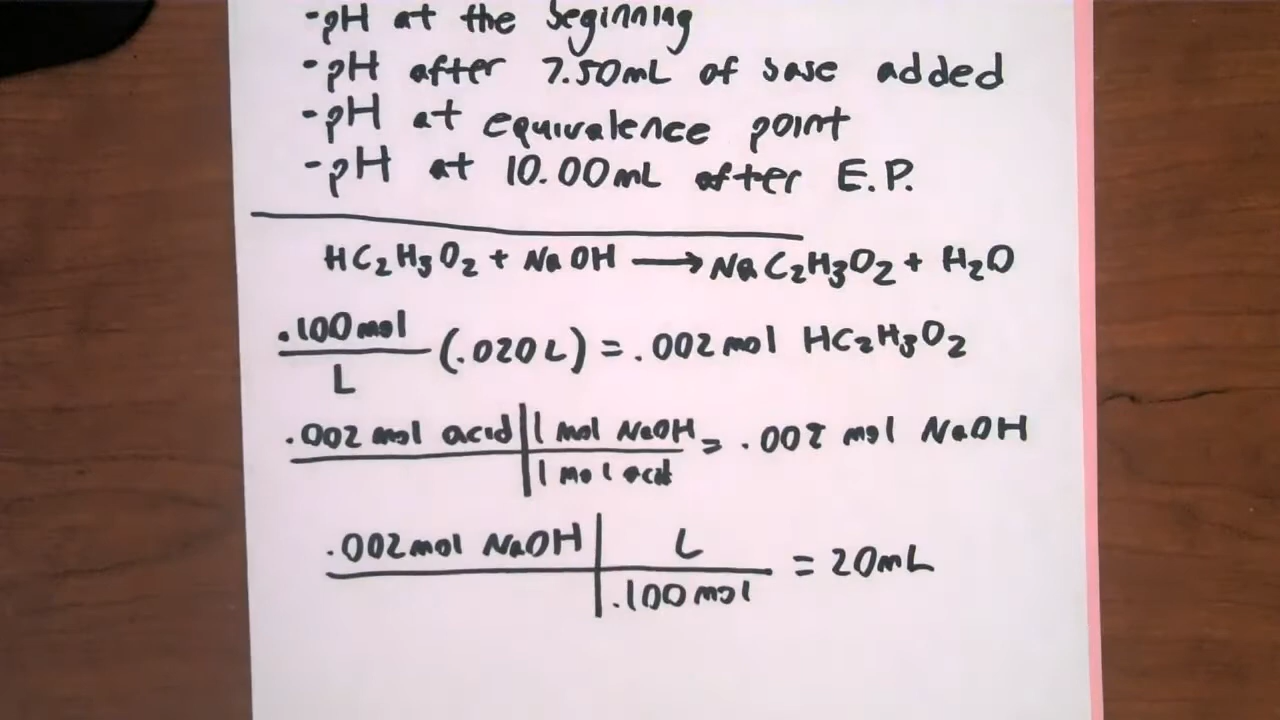 -pH at the beginning
-pH after 7.50mL of base added
-pH at equivalence point
-pH at 10.00mL after E.P.
HC₂H₃O₂ + NaOH ⟶ NaC₂H₃O₂ + H₂O
.100mol/L (.020L) = .002mol HC₂H₃O₂
.002 mol acid | 1 mol NaOH / 1 mol acid = .002 mol NaOH
.002mol NaOH | L / .100mol = 20mL